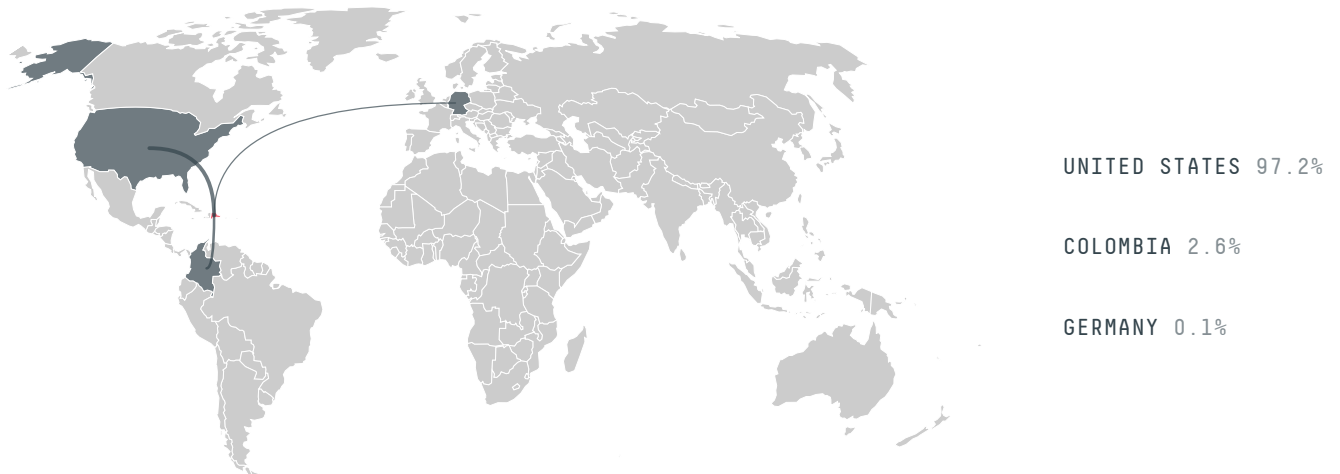 UNITED STATES 97.2%
COLOMBIA 2.6%
GERMANY 0.1%